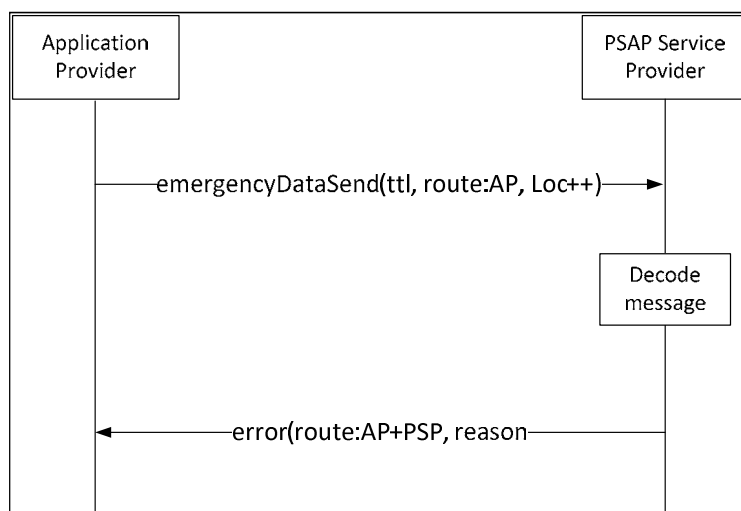 Application
Provider
PSAP Service
Provider
emergencyDataSend(ttl, route:AP, Loc++)
Decode
message
error(route:AP+PSP, reason